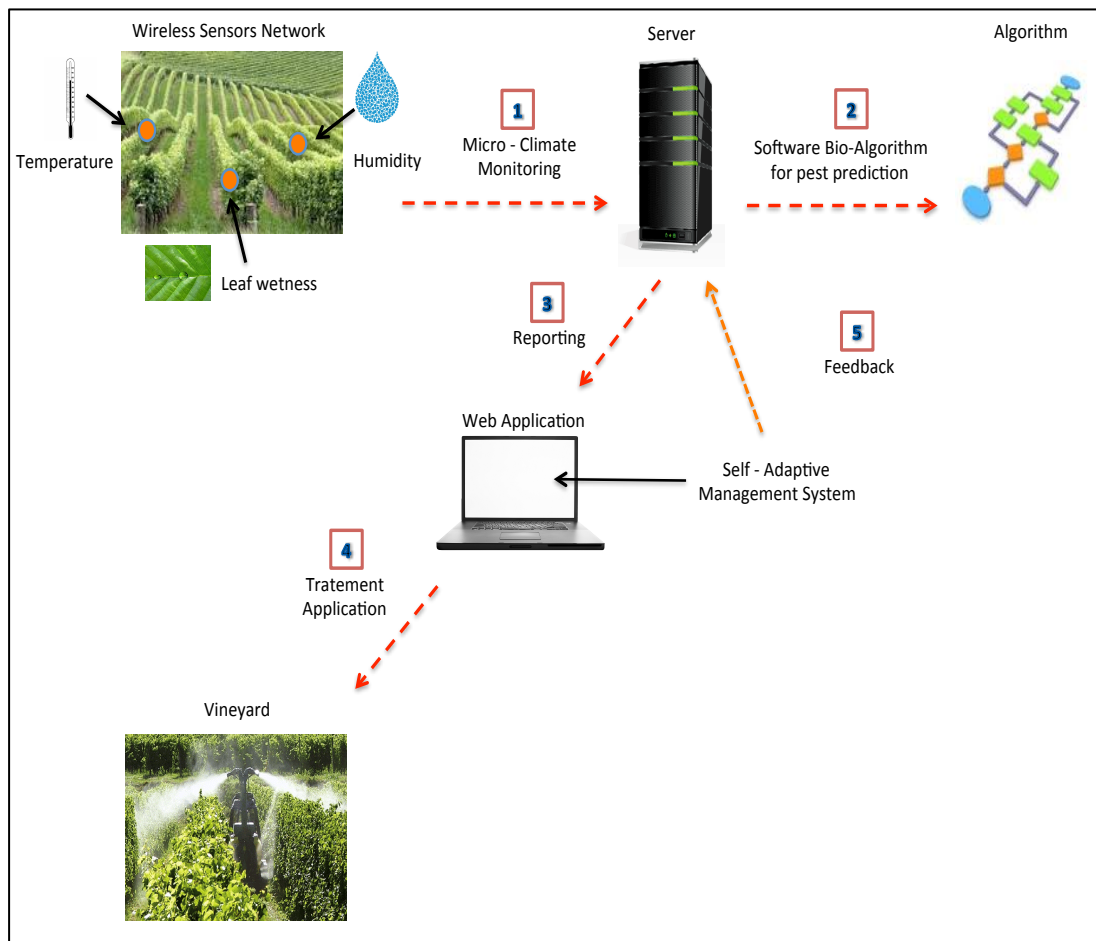 Wireless Sensors Network
Server
Algorithm
1
2
Temperature
Humidity
Micro - Climate
Monitoring
Software Bio-Algorithm
for pest prediction
Leaf wetness
3
Reporting
5
Feedback
Web Application
Self - Adaptive
Management System
4
Tratement
Application
Vineyard